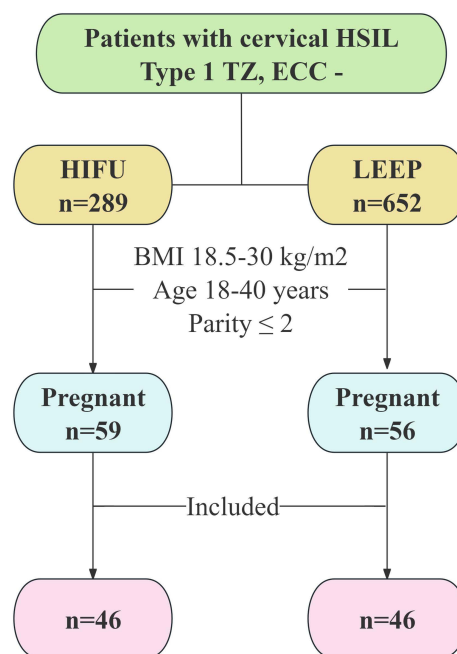 Patients with cervical HSIL
Type 1 TZ, ECC -
HIFU
n=289
LEEP
n=652
BMI 18.5-30 kg/m2
Age 18-40 years
Parity ≤ 2
Pregnant
n=59
Pregnant
n=56
Included
n=46
n=46